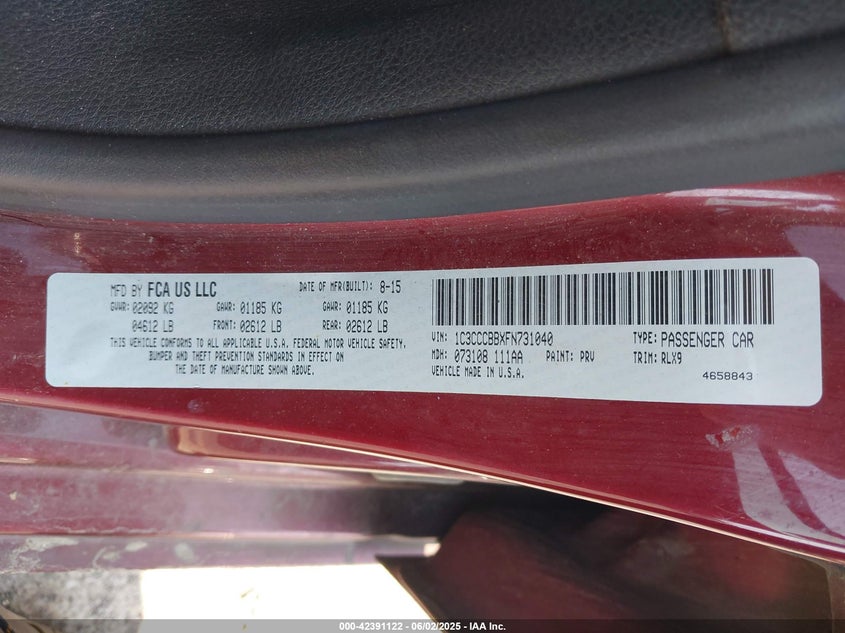 MFD BY FCA US LLC DATE OF MFR(BUILT): 8-15
GVWR: 02092 KG GAWR: 01185 KG GAWR: 01185 KG
04612 LB FRONT: 02612 LB REAR: 02612 LB
THIS VEHICLE CONFORMS TO ALL APPLICABLE U.S.A. FEDERAL MOTOR VEHICLE SAFETY,
BUMPER AND THEFT PREVENTION STANDARDS IN EFFECT ON
THE DATE OF MANUFACTURE SHOWN ABOVE.
VIN: 1C3CCCBBXFN731040 TYPE: PASSENGER CAR
MDH: 073108 111AA PAINT: PRV TRIM: RLX9
VEHICLE MADE IN U.S.A.
4658843
000-42391122 - 06/02/2025 - IAA Inc.